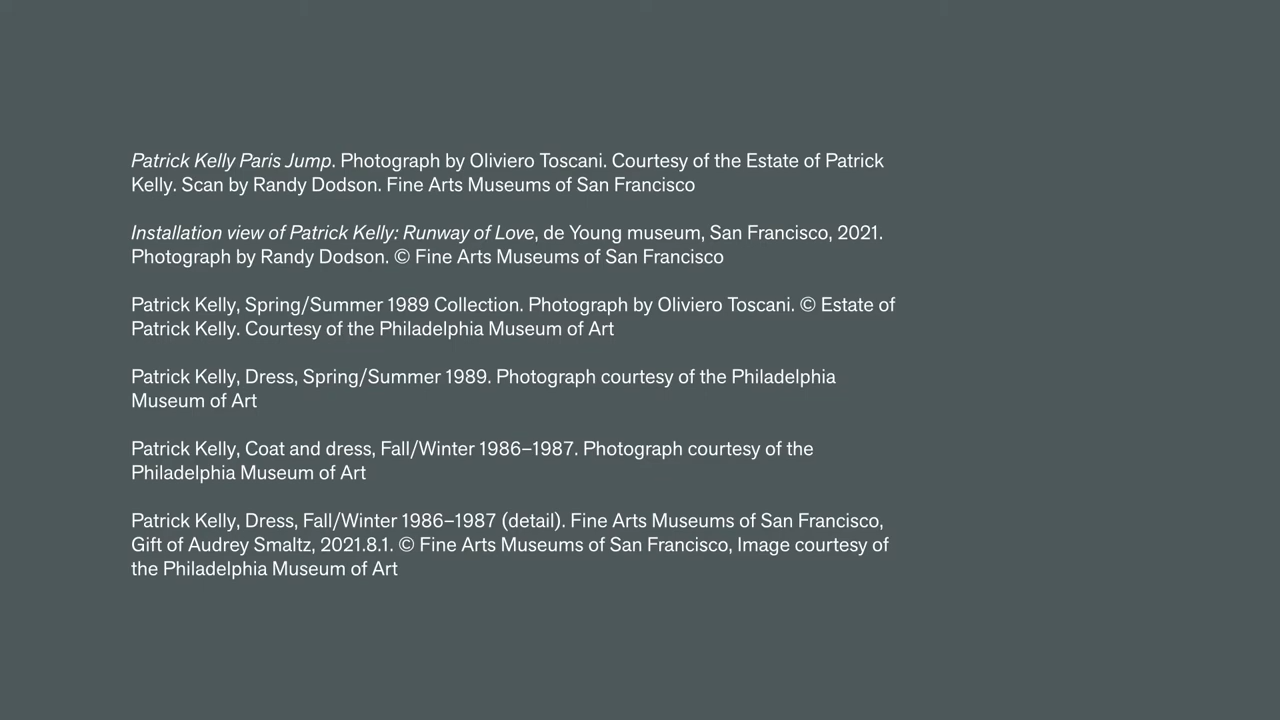 Patrick Kelly Paris Jump. Photograph by Oliviero Toscani. Courtesy of the Estate of Patrick
Kelly. Scan by Randy Dodson. Fine Arts Museums of San Francisco
Installation view of Patrick Kelly: Runway of Love, de Young museum, San Francisco, 2021.
Photograph by Randy Dodson. © Fine Arts Museums of San Francisco
Patrick Kelly, Spring/Summer 1989 Collection. Photograph by Oliviero Toscani. © Estate of
Patrick Kelly. Courtesy of the Philadelphia Museum of Art
Patrick Kelly, Dress, Spring/Summer 1989. Photograph courtesy of the Philadelphia
Museum of Art
Patrick Kelly, Coat and dress, Fall/Winter 1986–1987. Photograph courtesy of the
Philadelphia Museum of Art
Patrick Kelly, Dress, Fall/Winter 1986–1987 (detail). Fine Arts Museums of San Francisco,
Gift of Audrey Smaltz, 2021.8.1. © Fine Arts Museums of San Francisco, Image courtesy of
the Philadelphia Museum of Art